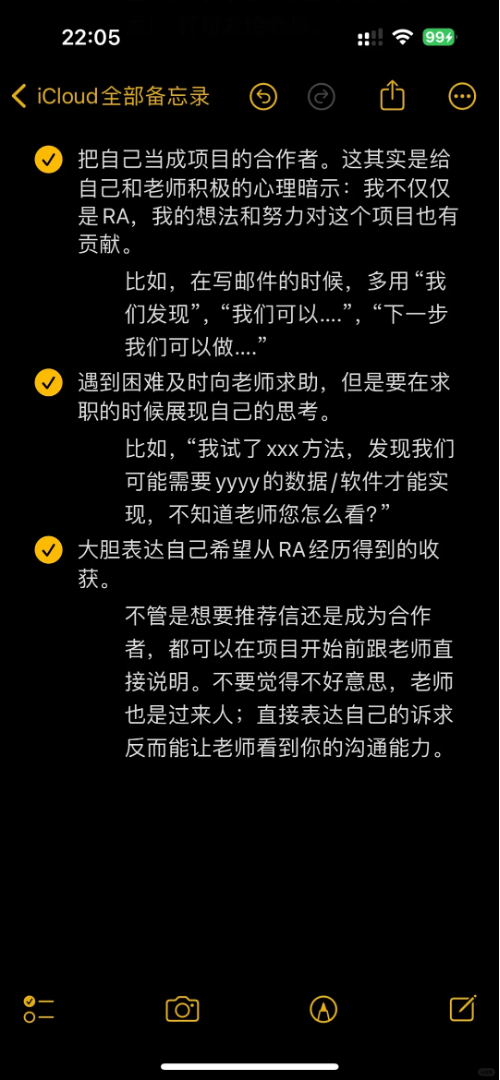 22:05
99
iCloud全部备忘录
把自己当成项目的合作者。这其实是给
自己和老师积极的心理暗示：我不仅仅
是RA，我的想法和努力对这个项目也有
贡献。
比如，在写邮件的时候，多用“我
们发现”，“我们可以....”，“下一步
我们可以做....”
遇到困难及时向老师求助，但是要在求
职的时候展现自己的思考。
比如，“我试了xxx方法，发现我们
可能需要yyyy的数据/软件才能实
现，不知道老师您怎么看？”
大胆表达自己希望从RA经历得到的收
获。
不管是想要推荐信还是成为合作
者，都可以在项目开始前跟老师直
接说明。不要觉得不好意思，老师
也是过来人；直接表达自己的诉求
反而能让老师看到你的沟通能力。